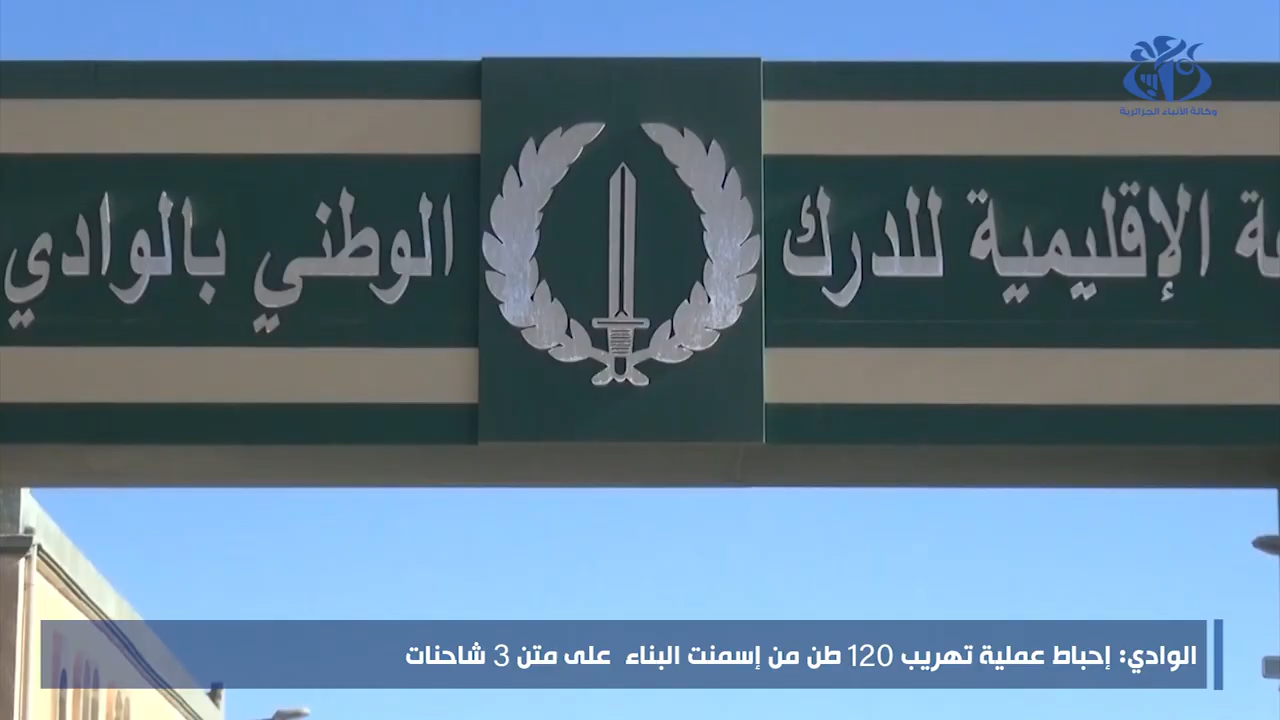 وكالة الأنباء الجزائرية
الإقليمية للدرك الوطني بالوادي
الوادي: إحباط عملية تهريب 120 طن من إسمنت البناء على متن 3 شاحنات